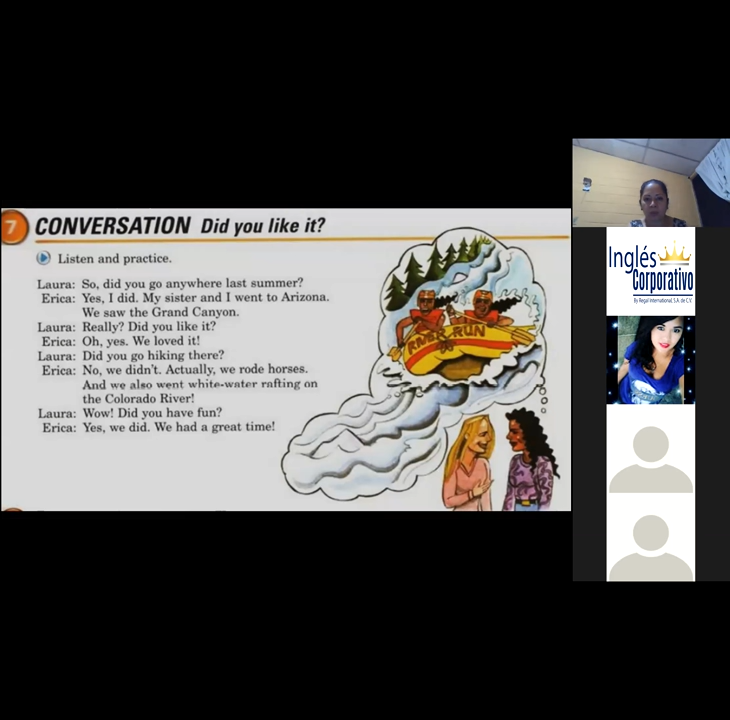 7 CONVERSATION Did you like it?
Listen and practice.
Laura: So, did you go anywhere last summer?
Erica: Yes, I did. My sister and I went to Arizona.
We saw the Grand Canyon.
Laura: Really? Did you like it?
Erica: Oh, yes. We loved it!
Laura: Did you go hiking there?
Erica: No, we didn't. Actually, we rode horses.
And we also went white-water rafting on
the Colorado River!
Laura: Wow! Did you have fun?
Erica: Yes, we did. We had a great time!
RIVER RUN
Inglés
Corporativo
By Regal International, S.A. de C.V.